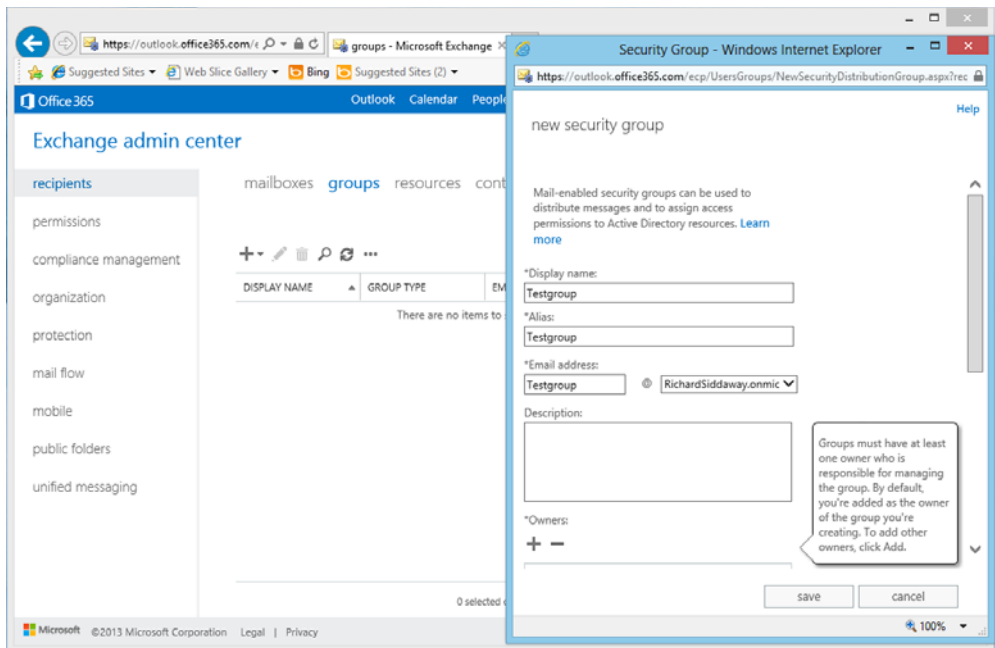 https://outlook.office365.com/e
groups - Microsoft Exchange
Suggested Sites
Web Slice Gallery
Bing
Suggested Sites (2)
Office 365
Outlook Calendar People
Exchange admin center
recipients
permissions
compliance management
organization
protection
mail flow
mobile
public folders
unified messaging
mailboxes groups resources cont
DISPLAY NAME GROUP TYPE EM
There are no items to
0 selected
Microsoft ©2013 Microsoft Corporation Legal | Privacy
Security Group - Windows Internet Explorer
https://outlook.office365.com/ecp/UsersGroups/NewSecurityDistributionGroup.aspx?rec
Help
new security group
Mail-enabled security groups can be used to
distribute messages and to assign access
permissions to Active Directory resources. Learn
more
*Display name:
Testgroup
*Alias:
Testgroup
*Email address:
Testgroup @ RichardSiddaway.onmic
Description:
*Owners:
Groups must have at least
one owner who is
responsible for managing
the group. By default,
you're added as the owner
of the group you're
creating. To add other
owners, click Add.
save cancel
100%